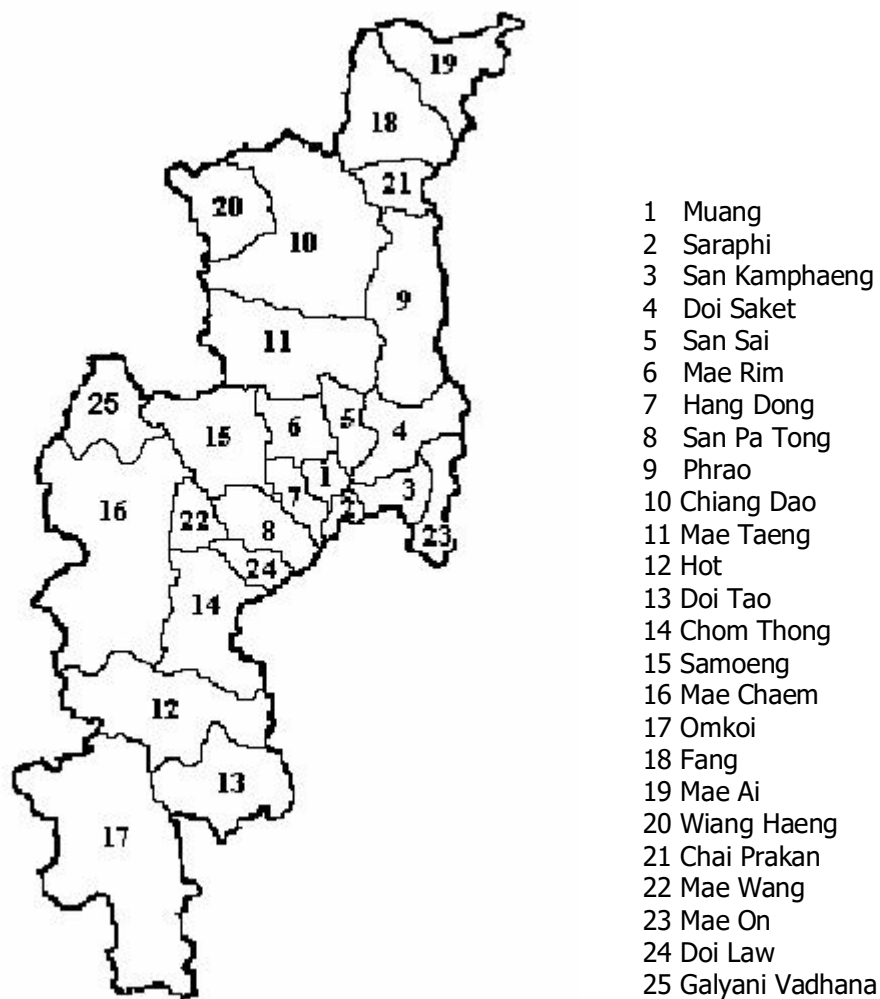 19
18
21
20
10
9
11
25
15
6
5
4
1
7
3
16
22
8
2
23
24
14
12
13
17
1 Muang
2 Saraphi
3 San Kamphaeng
4 Doi Saket
5 San Sai
6 Mae Rim
7 Hang Dong
8 San Pa Tong
9 Phrao
10 Chiang Dao
11 Mae Taeng
12 Hot
13 Doi Tao
14 Chom Thong
15 Samoeng
16 Mae Chaem
17 Omkoi
18 Fang
19 Mae Ai
20 Wiang Haeng
21 Chai Prakan
22 Mae Wang
23 Mae On
24 Doi Law
25 Galyani Vadhana